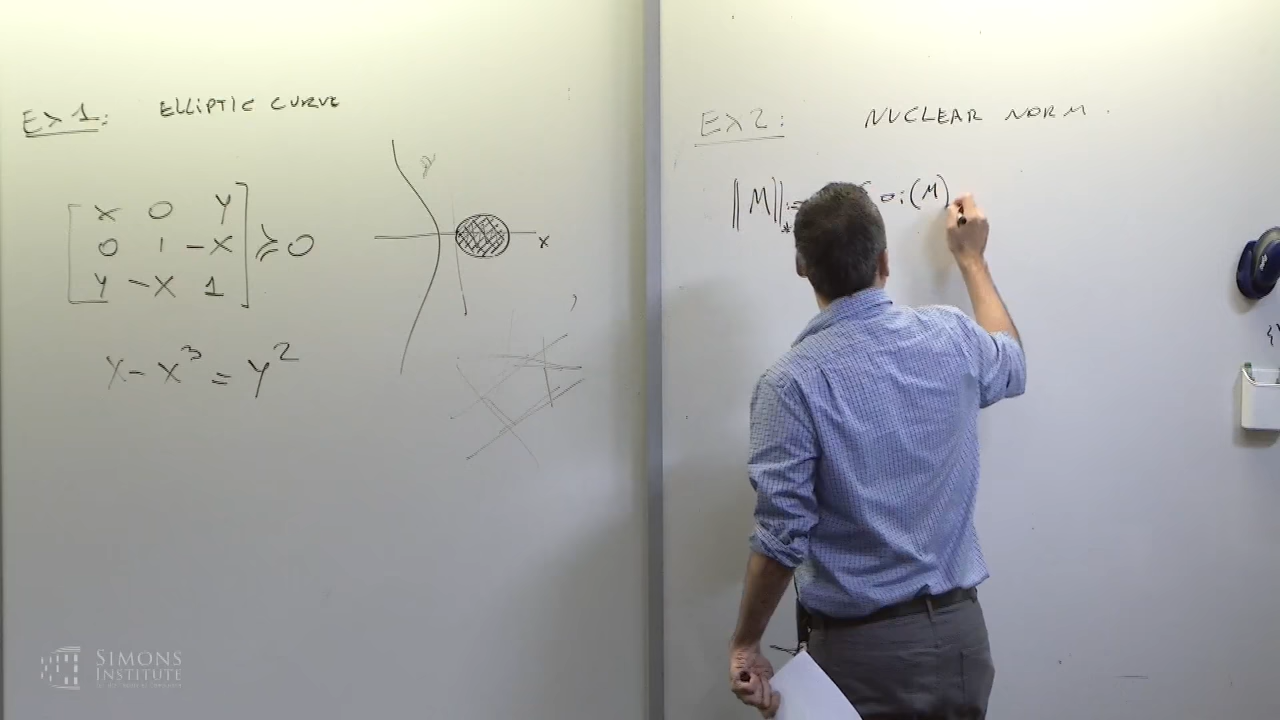 Ex 1: ELLIPTIC CURVE
x 0 y
0 1 -x ≽ 0
y -x 1
x - x³ = y²
x
Ex 2: NUCLEAR NORM.
‖M‖* := σi(M)
SIMONS
INSTITUTE